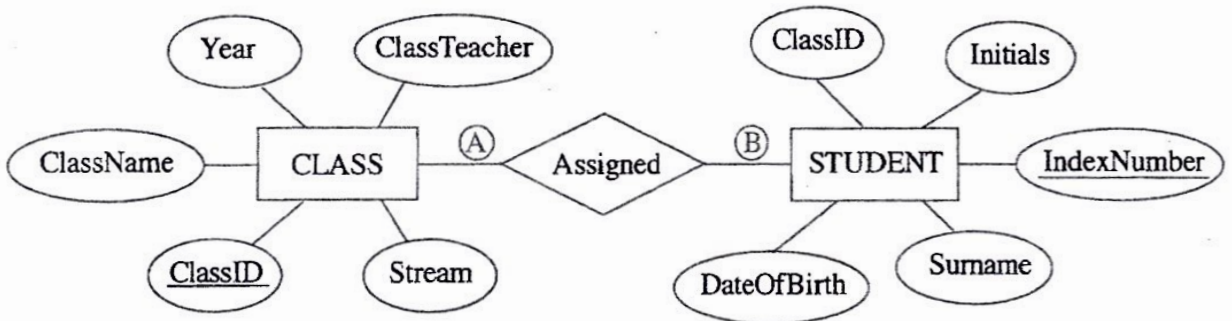 Year
ClassTeacher
ClassID
Initials
ClassName
CLASS
A
Assigned
B
STUDENT
IndexNumber
ClassID
Stream
DateOfBirth
Surname